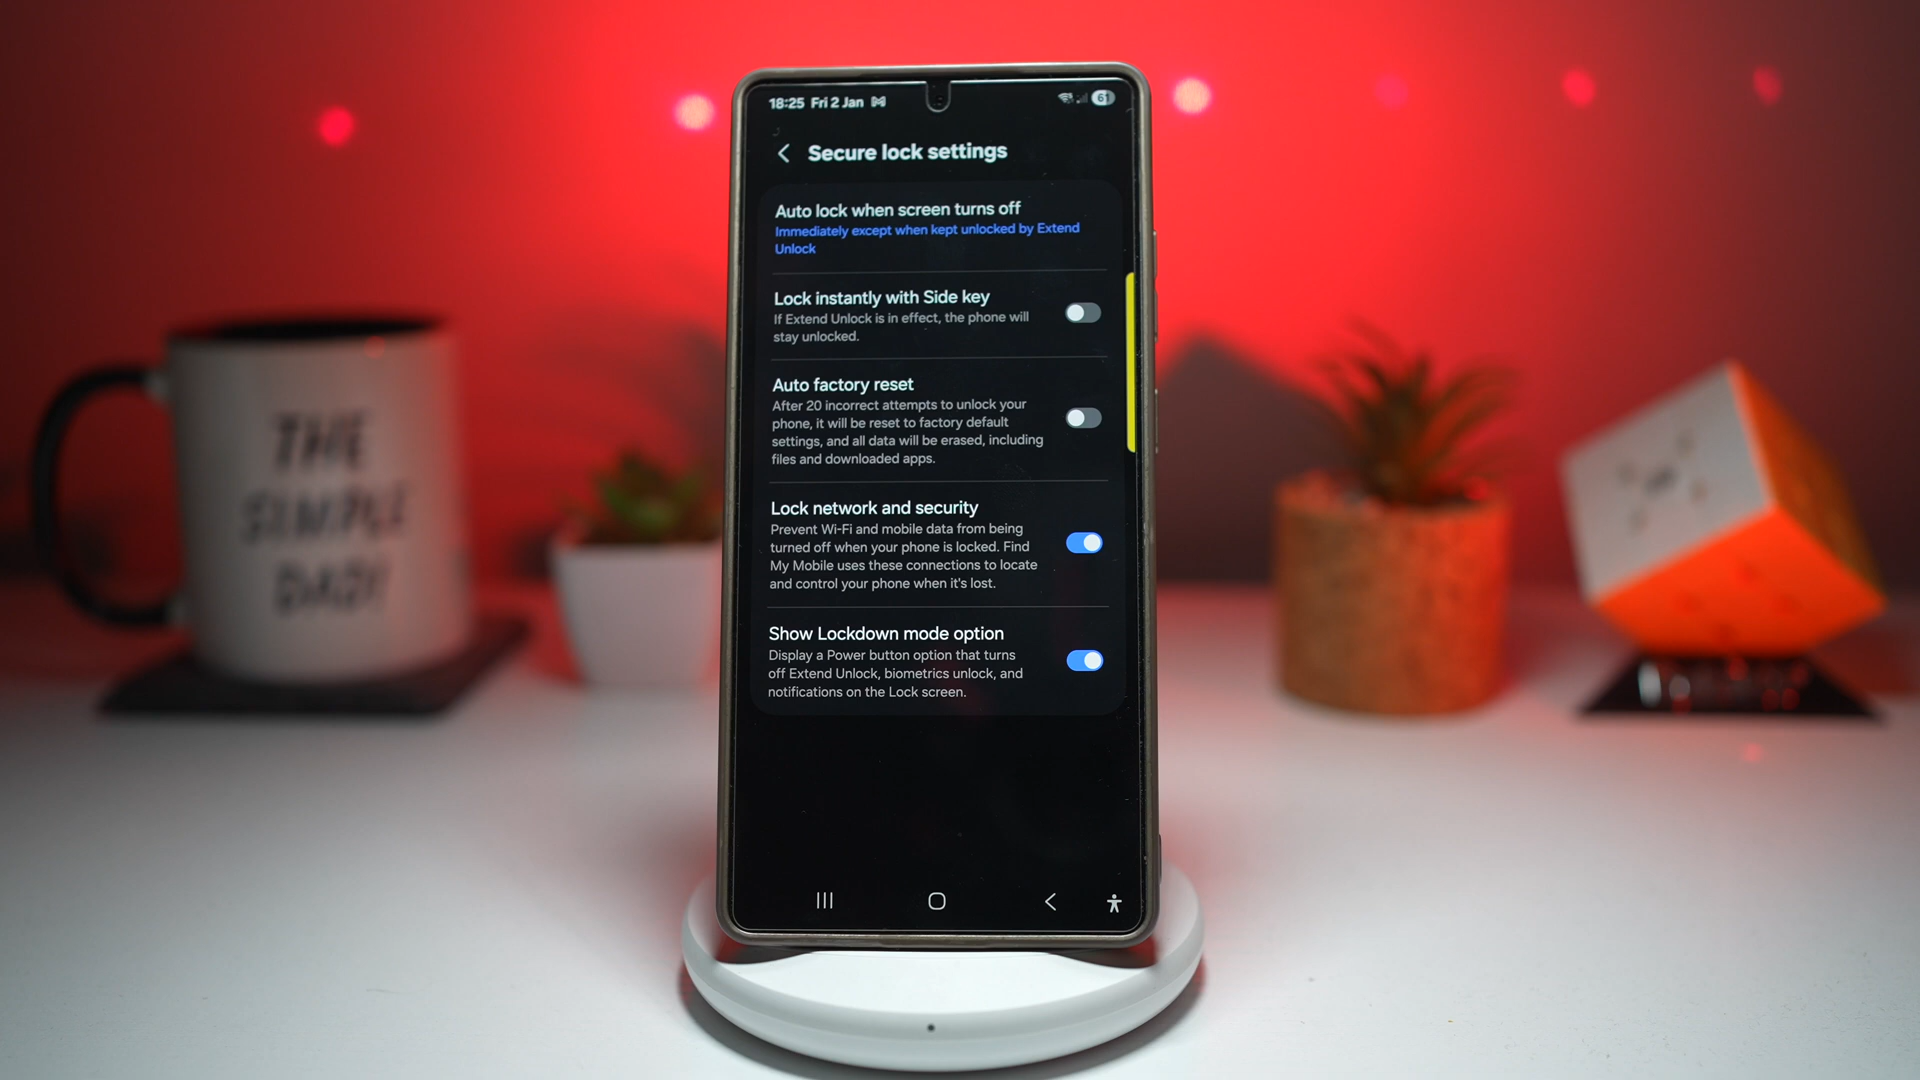 18:25 Fri 2 Jan
61
Secure lock settings
Auto lock when screen turns off
Immediately except when kept unlocked by Extend
Unlock
Lock instantly with Side key
If Extend Unlock is in effect, the phone will
stay unlocked.
Auto factory reset
After 20 incorrect attempts to unlock your
phone, it will be reset to factory default
settings, and all data will be erased, including
files and downloaded apps.
Lock network and security
Prevent Wi-Fi and mobile data from being
turned off when your phone is locked. Find
My Mobile uses these connections to locate
and control your phone when it's lost.
Show Lockdown mode option
Display a Power button option that turns
off Extend Unlock, biometrics unlock, and
notifications on the Lock screen.
THE
SIMPLE
DAD!